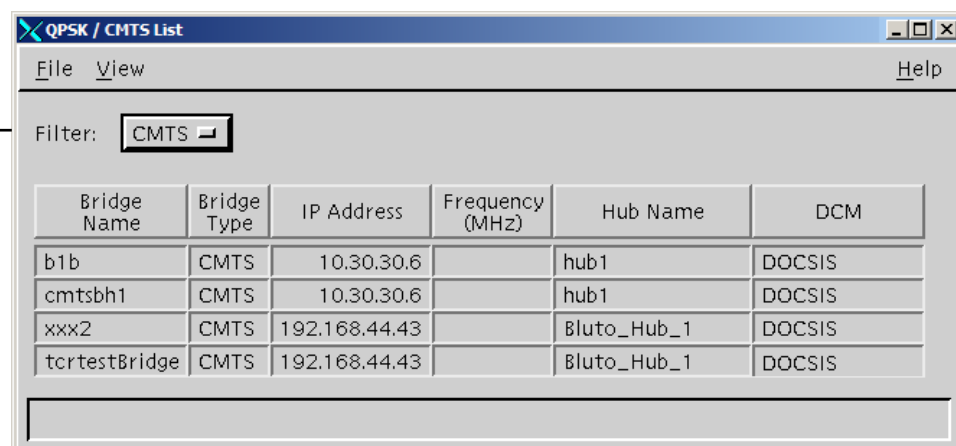 QPSK / CMTS List
File View Help
Filter: CMTS
Bridge Name Bridge Type IP Address Frequency (MHz) Hub Name DCM
b1b CMTS 10.30.30.6 hub1 DOCSIS
cmtsbh1 CMTS 10.30.30.6 hub1 DOCSIS
xxx2 CMTS 192.168.44.43 Bluto_Hub_1 DOCSIS
tcrtestBridge CMTS 192.168.44.43 Bluto_Hub_1 DOCSIS